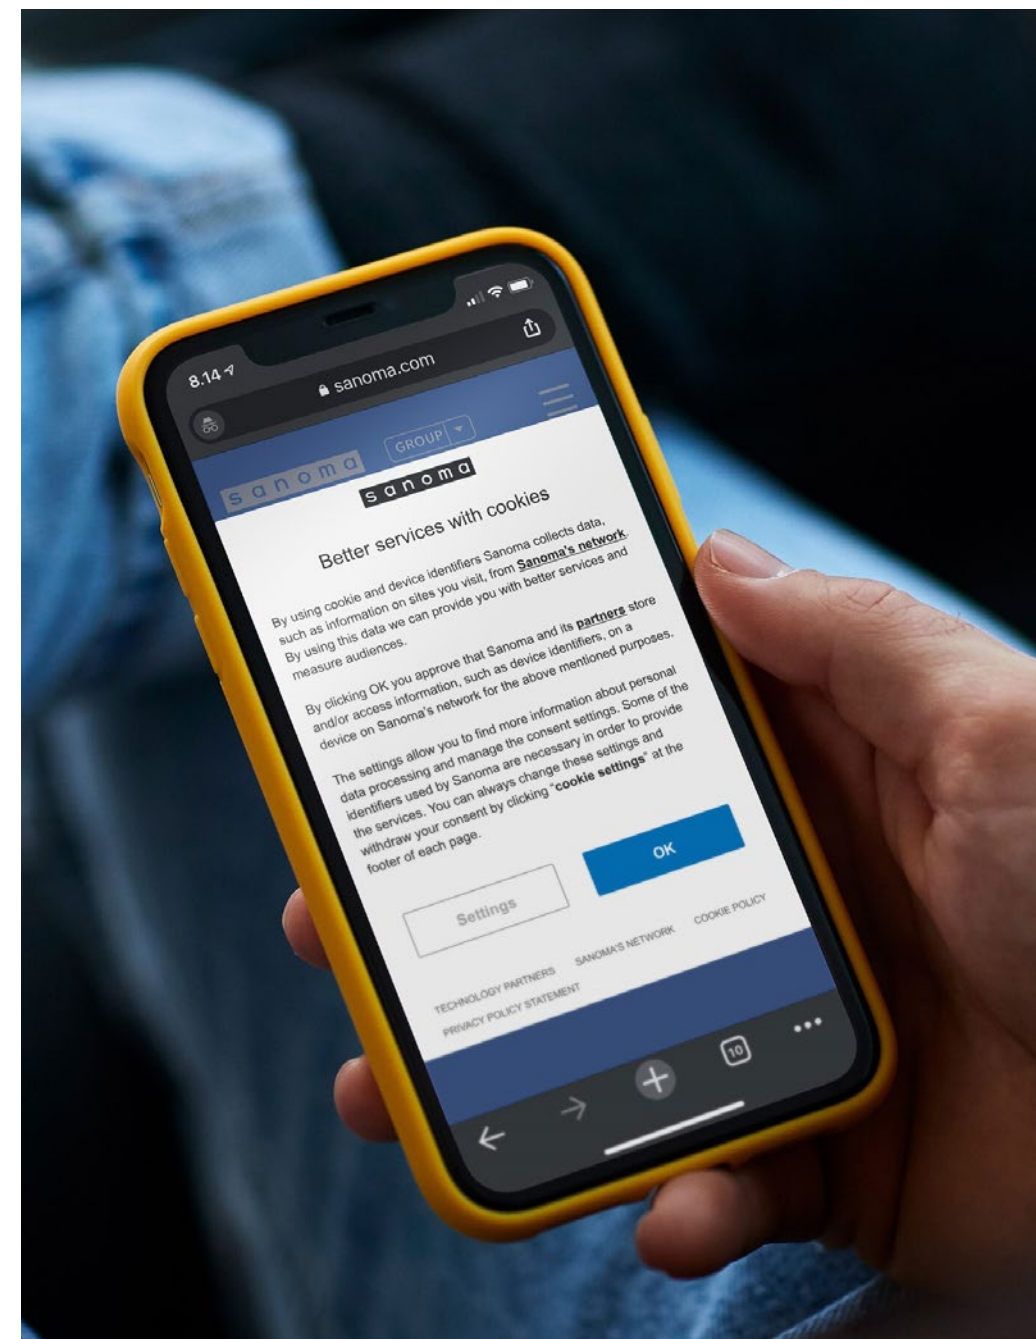 8.14
sanoma.com
sanoma
GROUP
sanoma
Better services with cookies
By using cookie and device identifiers Sanoma collects data,
such as information on sites you visit, from Sanoma's network.
By using this data we can provide you with better services and
measure audiences.
By clicking OK you approve that Sanoma and its partners store
and/or access information, such as device identifiers, on a
device on Sanoma's network for the above mentioned purposes.
The settings allow you to find more information about personal
data processing and manage the consent settings. Some of the
identifiers used by Sanoma are necessary in order to provide
the services. You can always change these settings and
withdraw your consent by clicking "cookie settings" at the
footer of each page.
Settings
OK
TECHNOLOGY PARTNERS SANOMA'S NETWORK COOKIE POLICY
PRIVACY POLICY STATEMENT
10